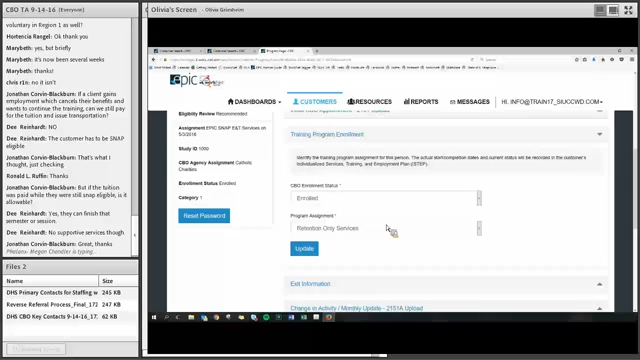 CBO TA 9-14-16
voluntary in Region 1 as well?
Hortencia Rangel: Ok thank you
Marybeth: yes, but briefly
Marybeth: it's now been several weeks
Marybeth: thanks!
chris r1n: no it isn't
Jonathan Corvin-Blackburn: If a client gains
employment which cancels their benefits and
wants to continue the training, can we still pay
for the tuition and issue transportation?
Dee Reinhardt: NO
Dee Reinhardt: The customer has to be SNAP
eligible
Jonathan Corvin-Blackburn: That's what I
thought, just checking
Ronald L. Ruffin: Thanks
Jonathan Corvin-Blackburn: But if the tuition
was paid while they were still snap eligible, is it
allowable?
Dee Reinhardt: Yes, they can finish that
semester or session.
Dee Reinhardt: No supportive services though.
Jonathan Corvin-Blackburn: Great, thanks
Phalanx- Megan Chandler is typing...
Files 2
Name Size
DHS Primary Contacts for Staffing w 245 KB
Reverse Referral Process_Final_172 247 KB
DHS CBO Key Contacts 9-14-16_17. 62 KB
Olivia's Screen - Olivia Grinsheim
epic
DASHBOARDS CUSTOMERS RESOURCES REPORTS MESSAGES HI, INFO@TRAIN17_SIUCCWD.COM
Eligibility Review Recommended
Assignment EPIC SNAP E&T Services on
5/3/2016
Study ID 1000
CBO Agency Assignment Catholic
Charities
Enrollment Status Enrolled
Category 1
Reset Password
Training Program Enrollment
Identify the training program assignment for this person. The actual start/completion dates and current status will be recorded in the customer's
Individualized Services, Training, and Employment Plan (ISTEP).
CBO Enrollment Status *
Enrolled
Program Assignment *
Retention Only Services
Update
Exit Information
Change in Activity / Monthly Update - 2151A Upload